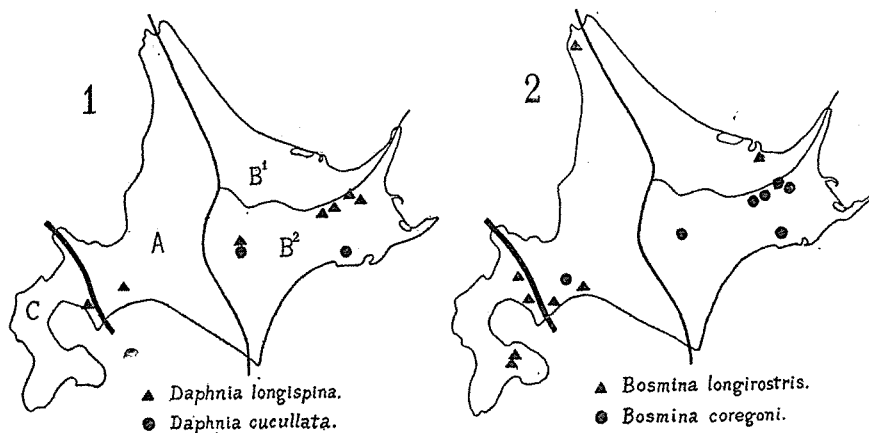 1
B¹
A
B²
C
▲ Daphnia longispina.
● Daphnia cucullata.
2
▲ Bosmina longirostris.
● Bosmina coregoni.